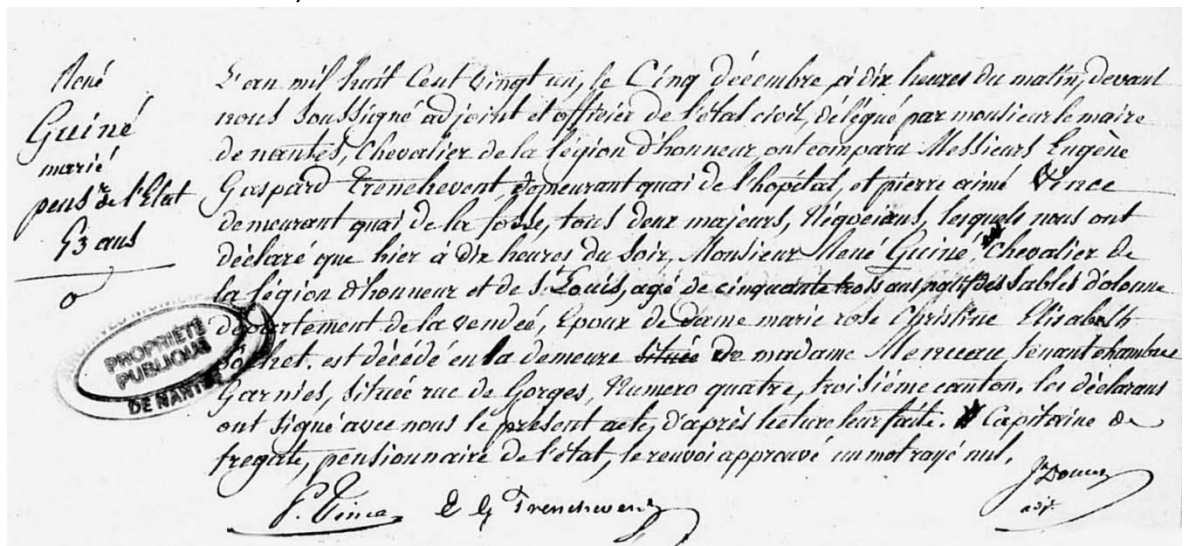 René
Guiné
marié
pens.re de l'Etat
53 ans
L'an mil huit Cent Vingt un, le Cinq décembre à dix heures du matin, devant
nous Soussigné adjoint et officier de l'état civil, délégué par monsieur le maire
de nantes, Chevalier de la légion d'honneur ont comparu Messieurs Eugène
Gaspard Trenchevent, demeurant quai de l'hopital, et pierre aimé Vince
demeurant quai de la fosse, tous deux majeurs, Négocians, lesquels nous ont
déclaré que hier à dix heures du Soir, Monsieur René Guiné, Chevalier de
la légion d'honneur et de St. Louis, agé de cinquante trois ans natif des Sables d'olonne
département de la vendeé, Epoux de Dame marie rose Christine Elisabeth
est décédé en la demeure située de madame Menuau tenant chambres
Garnies, Située rue de Gorges, Numero quatre, troisiéme canton. les déclarans
ont Signé avec nous le présent acte, d'après lecture leur faite. Capitaine de
fregate, pensionnaire de l'état, le renvoi approuvé un mot rayé nul.
P. Vince E G Trenchevent
adjt
PROPRIÉTÉ
PUBLIQUE
DE NANTES